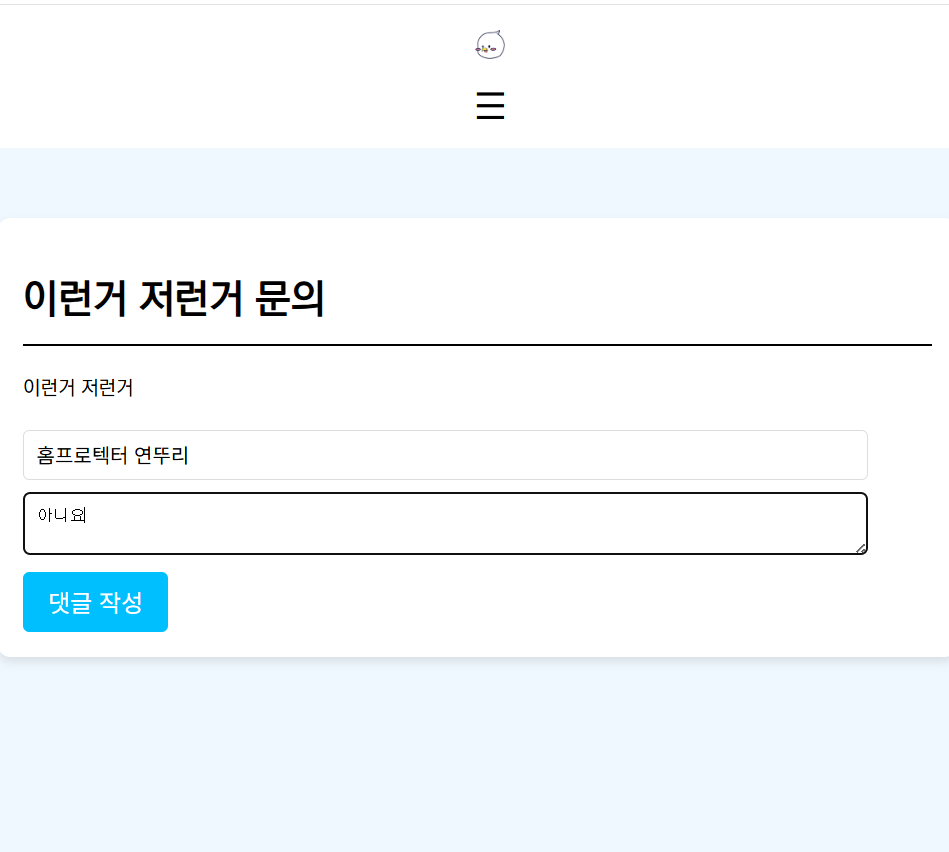 이런거 저런거 문의
이런거 저런거
홈프로텍터 연뚜리
아니요
댓글 작성